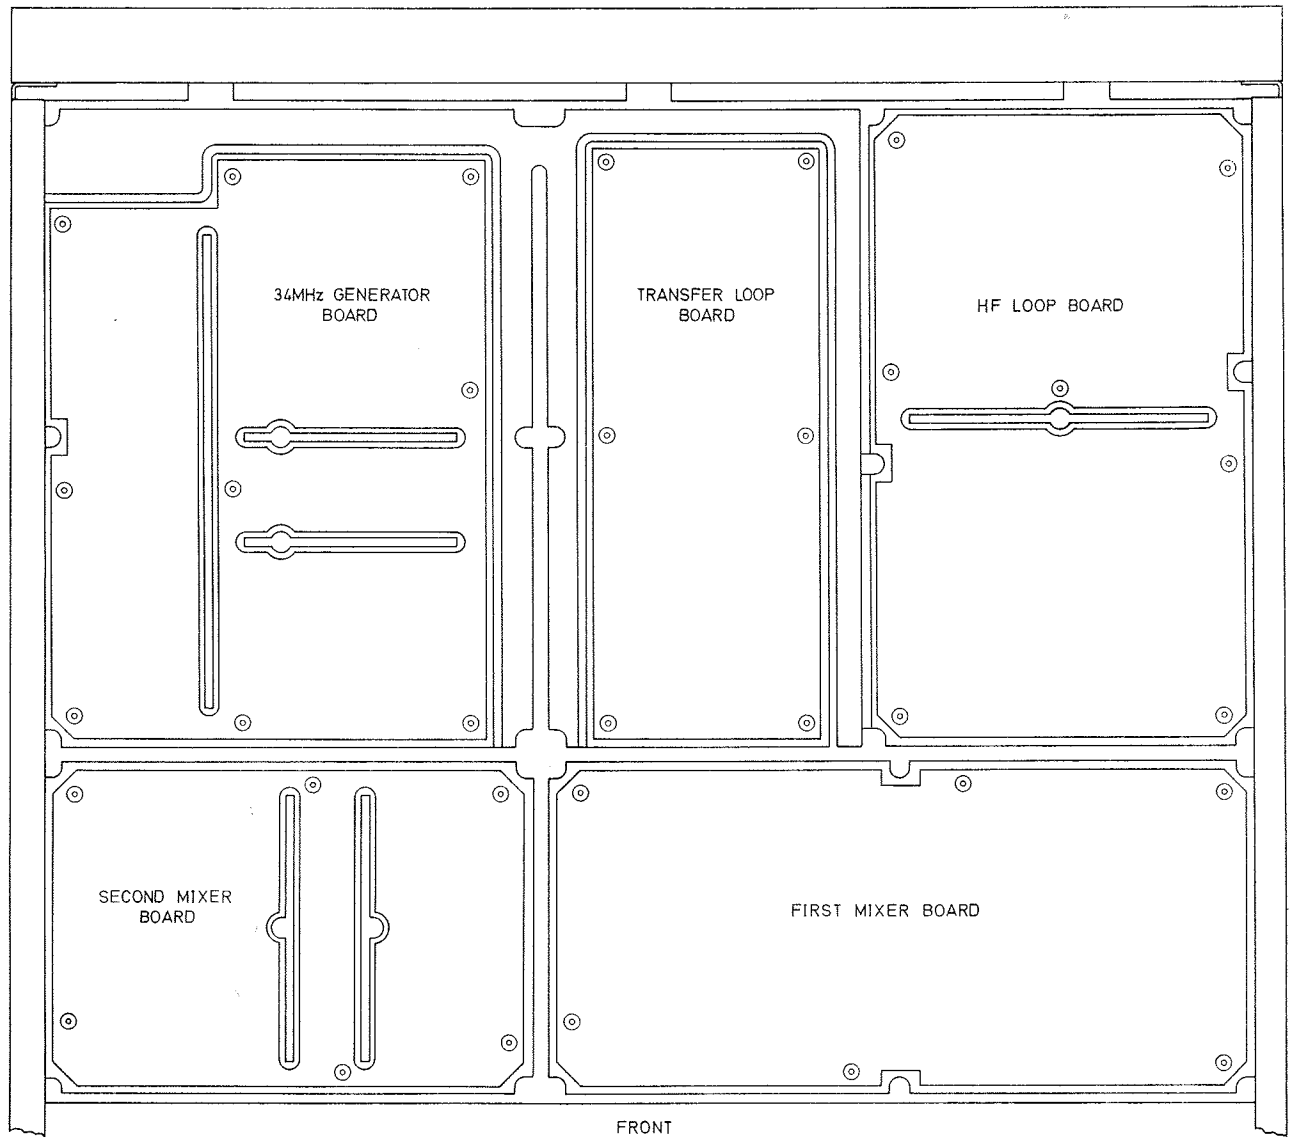 34MHz GENERATOR
BOARD
TRANSFER LOOP
BOARD
HF LOOP BOARD
SECOND MIXER
BOARD
FIRST MIXER BOARD
FRONT